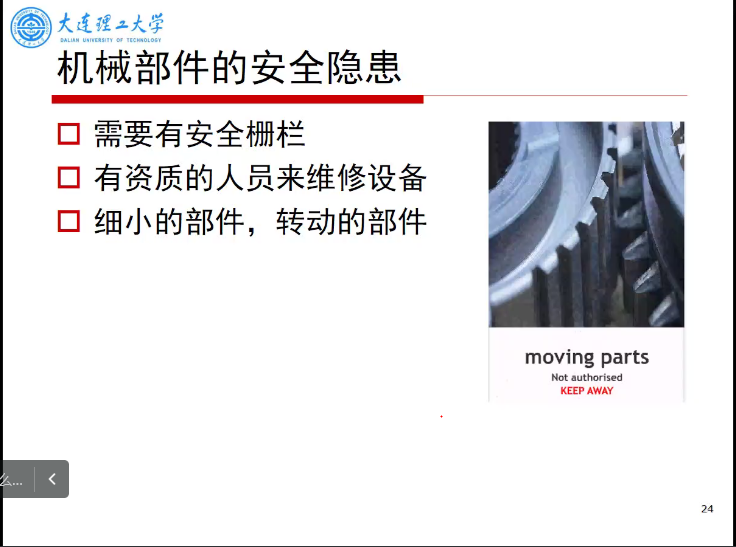 大连理工大学
DALIAN UNIVERSITY OF TECHNOLOGY
机械部件的安全隐患
需要有安全栅栏
有资质的人员来维修设备
细小的部件，转动的部件
moving parts
Not authorised
KEEP AWAY
么...
24